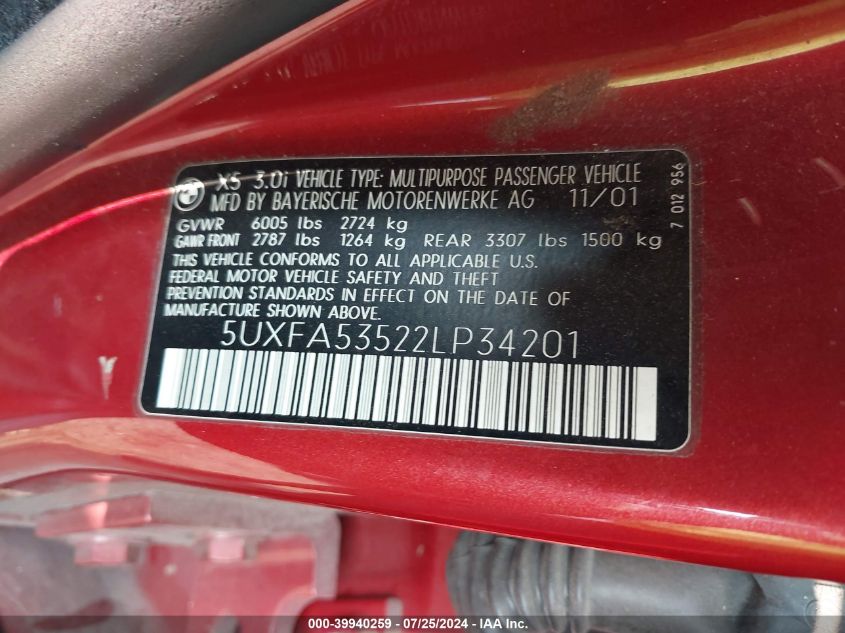 X5 3.0i VEHICLE TYPE: MULTIPURPOSE PASSENGER VEHICLE
MFD BY BAYERISCHE MOTORENWERKE AG 11/01
GVWR 6005 lbs 2724 kg
GAWR FRONT 2787 lbs 1264 kg REAR 3307 lbs 1500 kg
THIS VEHICLE CONFORMS TO ALL APPLICABLE U.S.
FEDERAL MOTOR VEHICLE SAFETY AND THEFT
PREVENTION STANDARDS IN EFFECT ON THE DATE OF
MANUFACTURE SHOWN ABOVE.
5UXFA53522LP34201
7 012 956
000-39940259 - 07/25/2024 - IAA Inc.